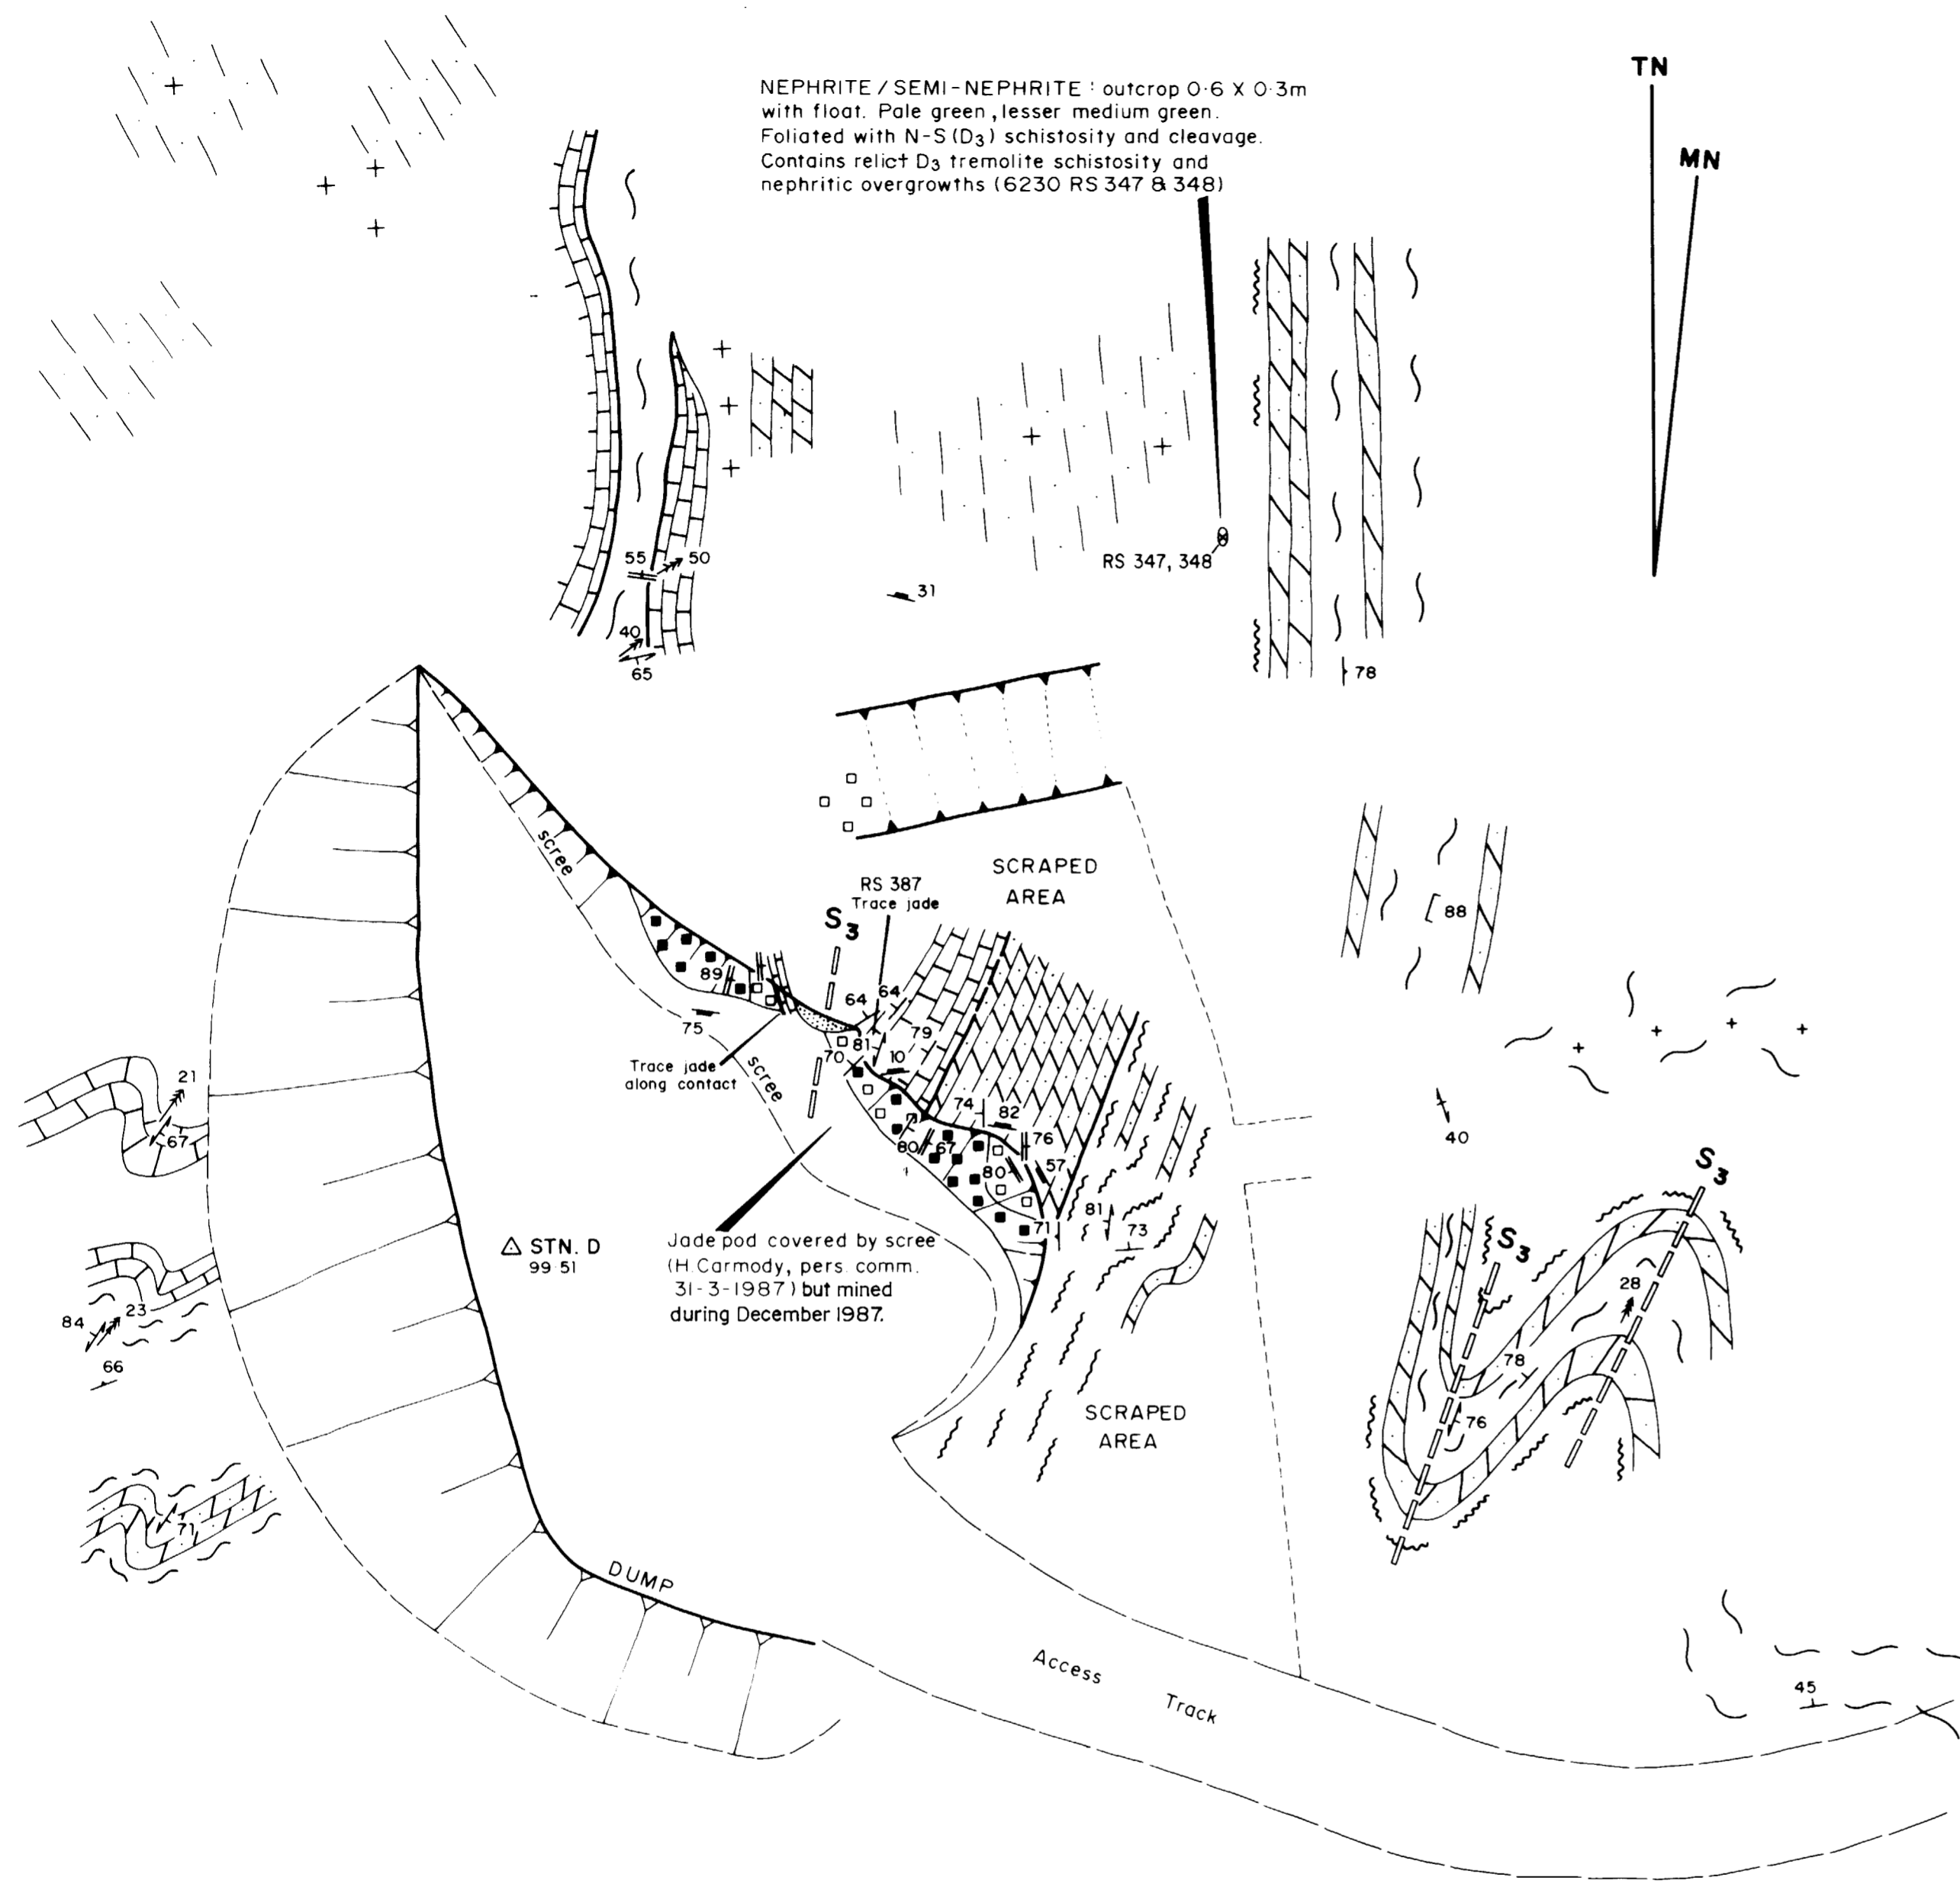 TN
MN
NEPHRITE / SEMI-NEPHRITE : outcrop 0·6 X 0·3m
with float. Pale green, lesser medium green.
Foliated with N-S (D3) schistosity and cleavage.
Contains relict D3 tremolite schistosity and
nephritic overgrowths (6230 RS 347 & 348)
55
50
RS 347, 348
31
40
65
78
scree
SCRAPED
AREA
RS 387
Trace jade
S3
88
89
64
64
75
79
81
70
10
Trace jade
along contact
scree
21
67
74
82
76
80
67
80
57
40
S3
81
73
71
Jade pod covered by scree
(H. Carmody, pers. comm.
31-3-1987) but mined
during December 1987.
STN. D
99·51
S3
28
84
23
66
78
76
SCRAPED
AREA
71
DUMP
Access
Track
45